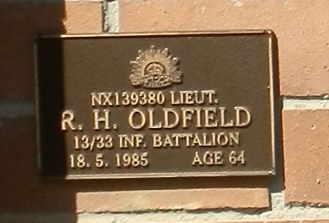 NX139380 LIEUT.
R. H. OLDFIELD
13/33 INF. BATTALION
18. 5. 1985 AGE 64